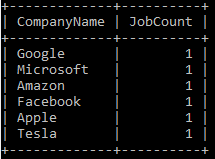 +-------------+----------+
| CompanyName | JobCount |
+-------------+----------+
| Google      |        1 |
| Microsoft   |        1 |
| Amazon      |        1 |
| Facebook    |        1 |
| Apple       |        1 |
| Tesla       |        1 |
+-------------+----------+